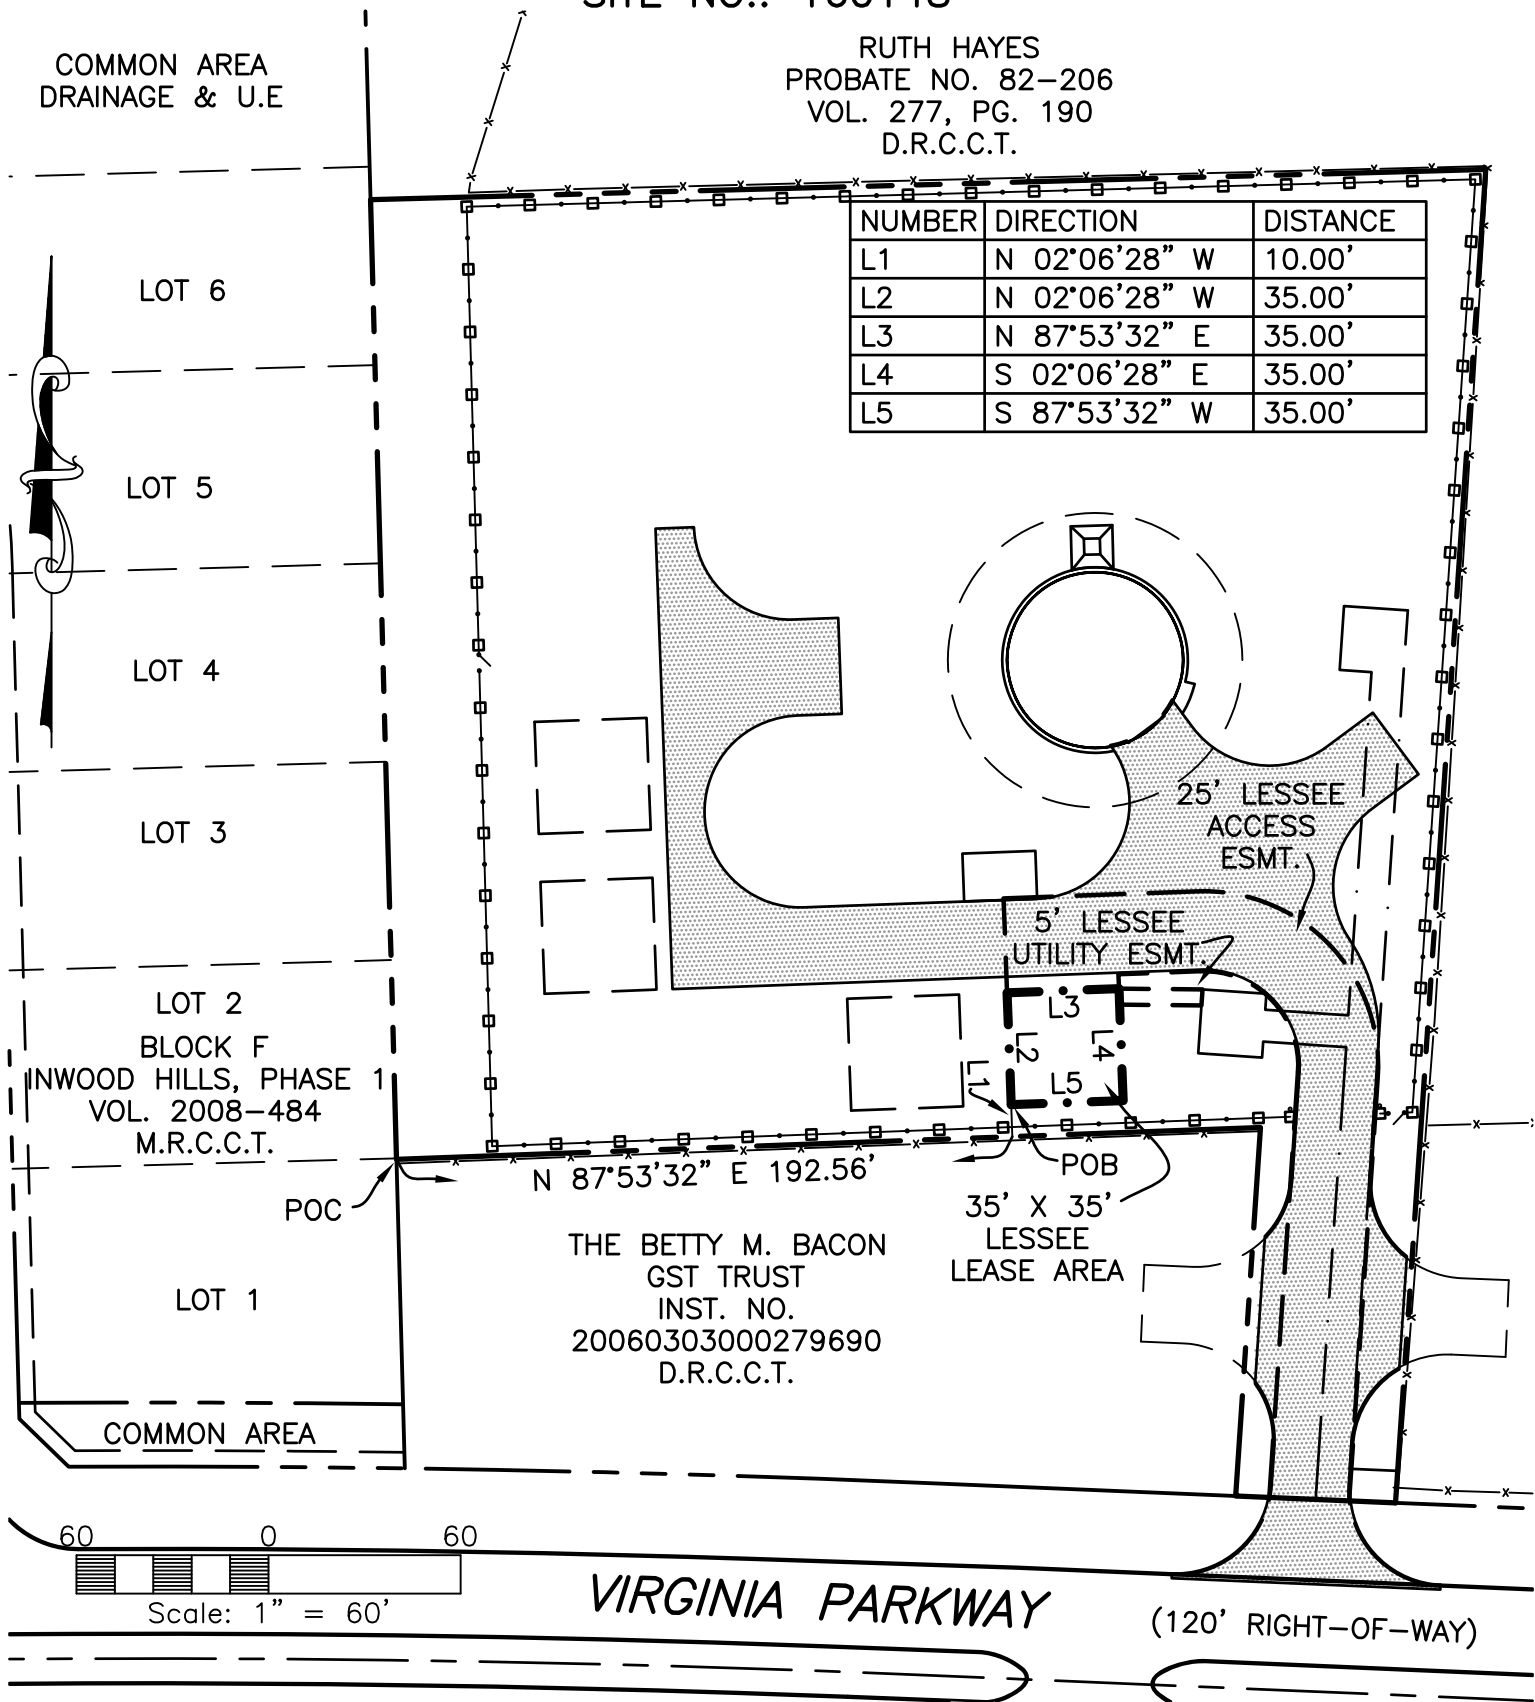 COMMON AREA
DRAINAGE & U.E
RUTH HAYES
PROBATE NO. 82-206
VOL. 277, PG. 190
D.R.C.C.T.
NUMBER DIRECTION DISTANCE
L1 N 02°06'28" W 10.00'
L2 N 02°06'28" W 35.00'
L3 N 87°53'32" E 35.00'
L4 S 02°06'28" E 35.00'
L5 S 87°53'32" W 35.00'
LOT 6
LOT 5
LOT 4
LOT 3
LOT 2
BLOCK F
INWOOD HILLS, PHASE 1
VOL. 2008-484
M.R.C.C.T.
LOT 1
COMMON AREA
25' LESSEE
ACCESS
ESMT.
5' LESSEE
UTILITY ESMT.
L3
L2
L4
L1
L5
POB
POC
N 87°53'32" E 192.56'
35' X 35'
LESSEE
LEASE AREA
THE BETTY M. BACON
GST TRUST
INST. NO.
20060303000279690
D.R.C.C.T.
60 0 60
Scale: 1" = 60'
VIRGINIA PARKWAY
(120' RIGHT-OF-WAY)